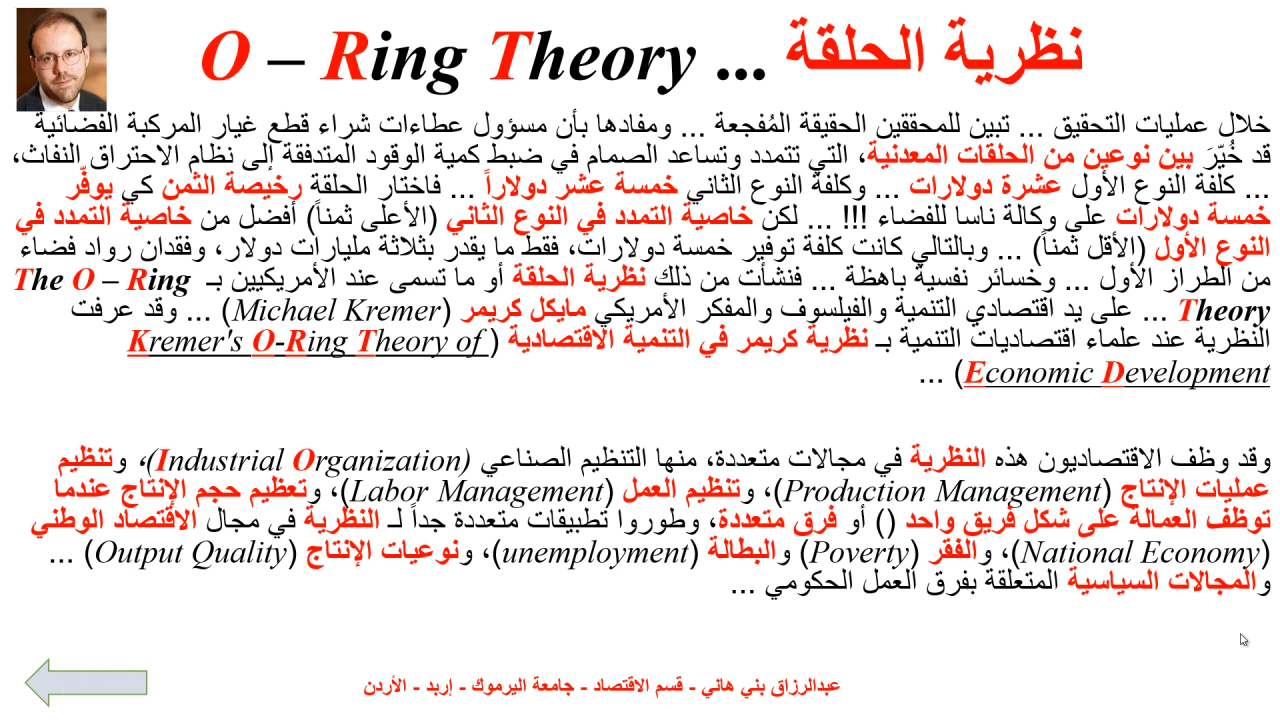 نظرية الحلقة ... O – Ring Theory
خلال عمليات التحقيق ... تبين للمحققين الحقيقة المُفجعة ... ومفادها بأن مسؤول عطاءات شراء قطع غيار المركبة الفضائية
قد خُيّرَ بين نوعين من الحلقات المعدنية، التي تتمدد وتساعد الصمام في ضبط كمية الوقود المتدفقة إلى نظام الاحتراق النفاث،
... كلفة النوع الأول عشرة دولارات ... وكلفة النوع الثاني خمسة عشر دولاراً ... فاختار الحلقة رخيصة الثمن كي يوفّر
خمسة دولارات على وكالة ناسا للفضاء !!! ... لكن خاصية التمدد في النوع الثاني (الأعلى ثمناً) أفضل من خاصية التمدد في
النوع الأول (الأقل ثمناً) ... وبالتالي كانت كلفة توفير خمسة دولارات، فقط ما يقدر بثلاثة مليارات دولار، وفقدان رواد فضاء
من الطراز الأول ... وخسائر نفسية باهظة ... فنشأت من ذلك نظرية الحلقة أو ما تسمى عند الأمريكيين بـ The O – Ring
Theory ... على يد اقتصادي التنمية والفيلسوف والمفكر الأمريكي مايكل كريمر (Michael Kremer) ... وقد عرفت
النظرية عند علماء اقتصاديات التنمية بـ نظرية كريمر في التنمية الاقتصادية (Kremer's O-Ring Theory of
Economic Development) ...
وقد وظف الاقتصاديون هذه النظرية في مجالات متعددة، منها التنظيم الصناعي (Industrial Organization)، وتنظيم
عمليات الإنتاج (Production Management)، وتنظيم العمل (Labor Management)، وتعظيم حجم الإنتاج عندما
توظف العمالة على شكل فريق واحد () أو فرق متعددة، وطوروا تطبيقات متعددة جداً لـ النظرية في مجال الاقتصاد الوطني
(National Economy)، والفقر (Poverty) والبطالة (unemployment)، ونوعيات الإنتاج (Output Quality) ...
والمجالات السياسية المتعلقة بفرق العمل الحكومي ...
عبدالرزاق بني هاني - قسم الاقتصاد - جامعة اليرموك - إربد - الأردن